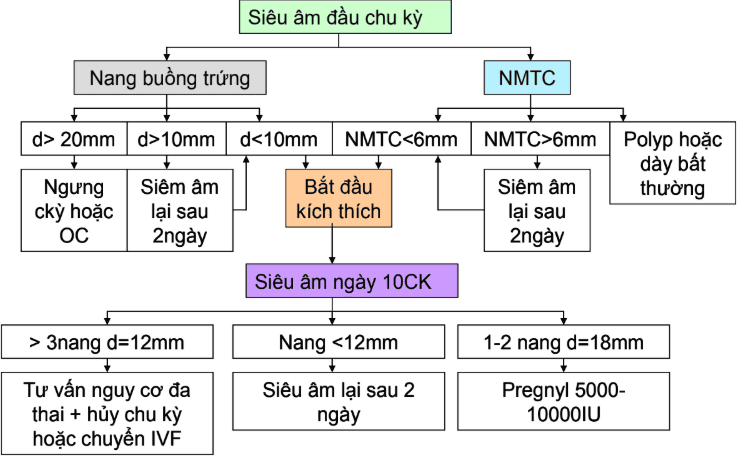 Siêu âm đầu chu kỳ
Nang buồng trứng
NMTC
d> 20mm
d>10mm
d<10mm
NMTC<6mm
NMTC>6mm
Polyp hoặc
dày bất
thường
Ngưng
ckỳ hoặc
OC
Siêm âm
lại sau
2ngày
Bắt đầu
kích thích
Siêm âm
lại sau
2ngày
Siêu âm ngày 10CK
> 3nang d=12mm
Nang <12mm
1-2 nang d=18mm
Tư vấn nguy cơ đa
thai + hủy chu kỳ
hoặc chuyển IVF
Siêu âm lại sau 2
ngày
Pregnyl 5000-
10000IU